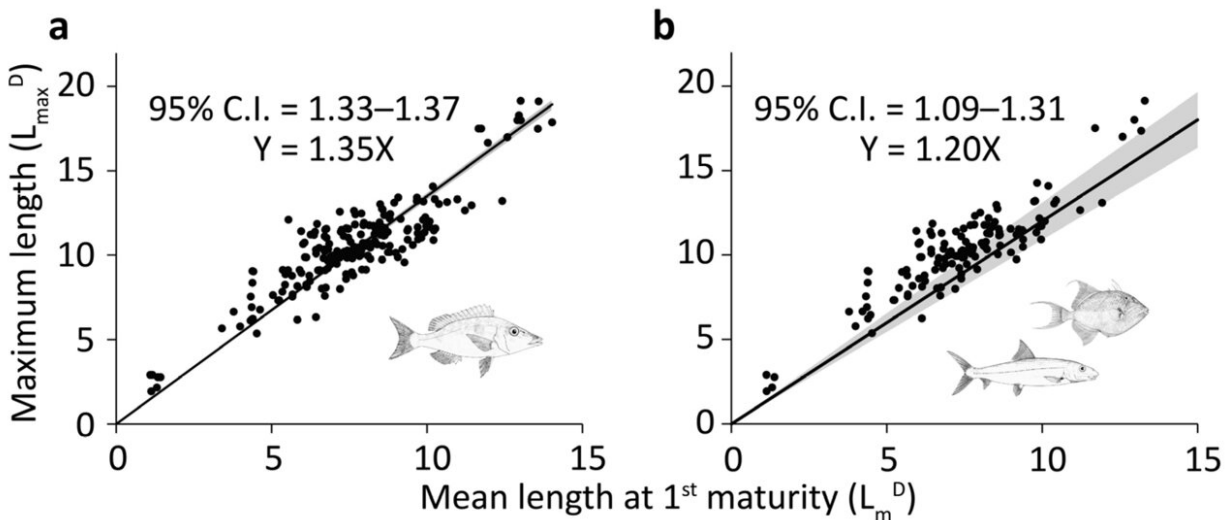 a
95% C.I. = 1.33–1.37
Y = 1.35X
Maximum length (Lmax^D)
20
15
10
5
0
0 5 10 15
b
95% C.I. = 1.09–1.31
Y = 1.20X
20
15
10
5
0
0 5 10 15
Mean length at 1st maturity (Lm^D)